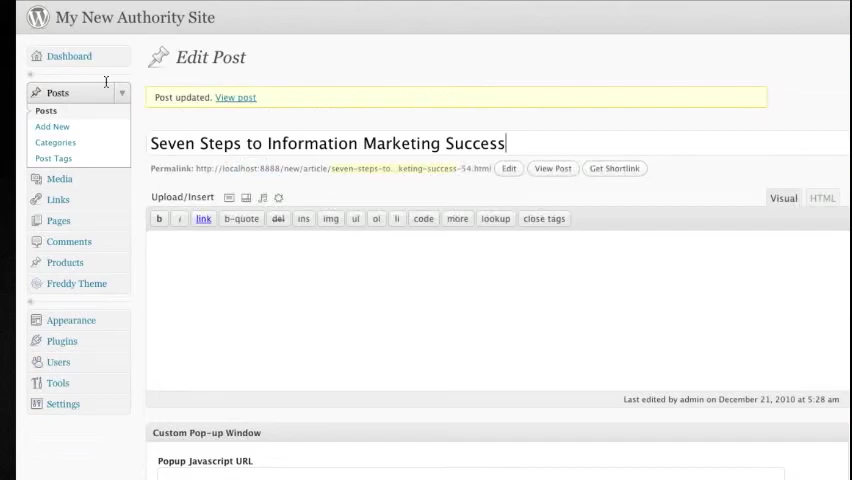 My New Authority Site
Dashboard
Posts
Posts
Add New
Categories
Post Tags
Media
Links
Pages
Comments
Products
Freddy Theme
Appearance
Plugins
Users
Tools
Settings
Edit Post
Post updated. View post
Seven Steps to Information Marketing Success
Permalink: http://localhost:8888/new/article/seven-steps-to...keting-success-54.html Edit View Post Get Shortlink
Upload/Insert Visual HTML
b i link b-quote del ins img ul ol li code more lookup close tags
Last edited by admin on December 21, 2010 at 5:28 am
Custom Pop-up Window
Popup Javascript URL